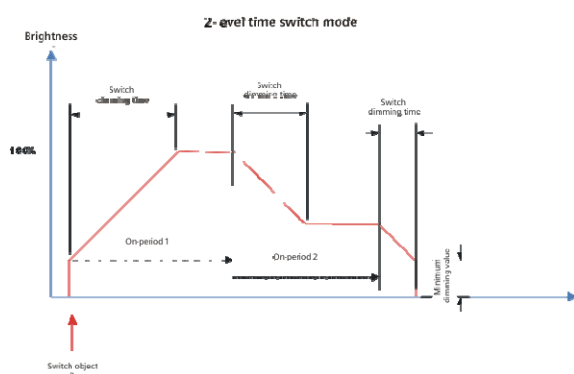 2-level time switch mode
Brightness
Switch
dimming time
Switch
dimming time
Switch
dimming time
100%
On-period 1
On-period 2
Minimum
dimming value
Switch object